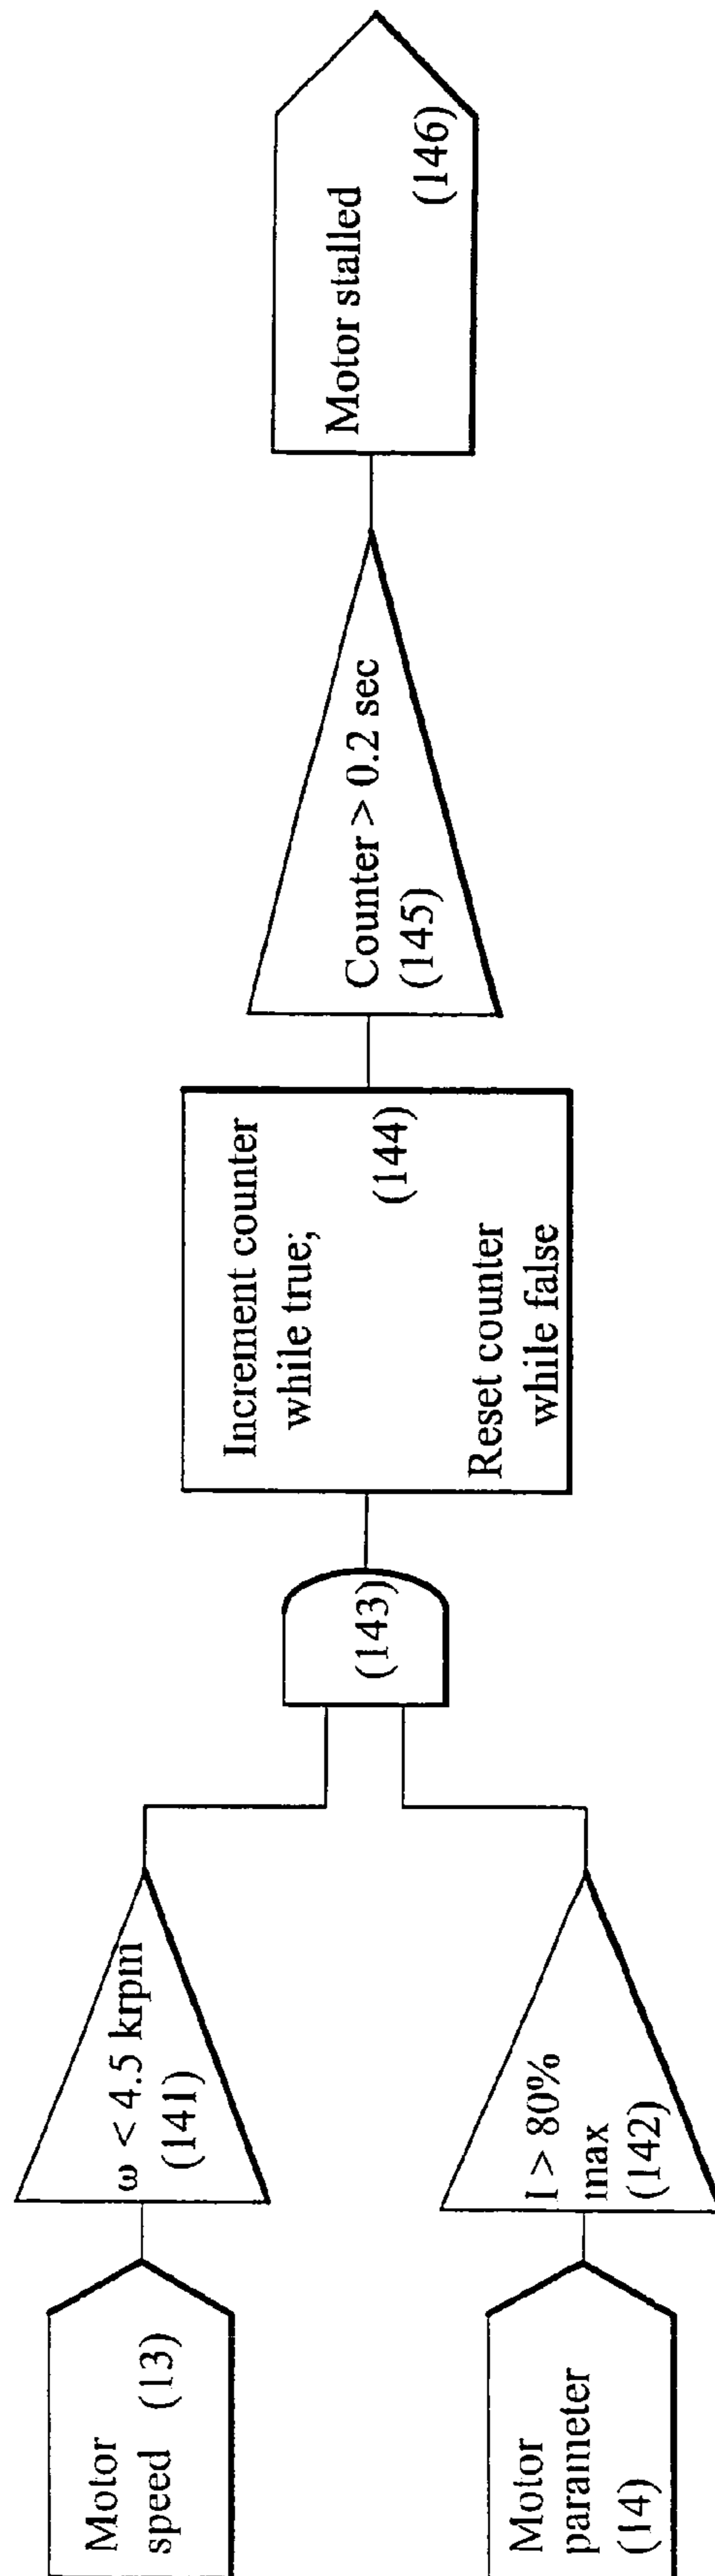 Motor
speed (13)
ω < 4.5 krpm
(141)
Motor
parameter
(14)
I > 80%
max
(142)
(143)
Increment counter
while true;
(144)
Reset counter
while false
Counter > 0.2 sec
(145)
Motor stalled
(146)